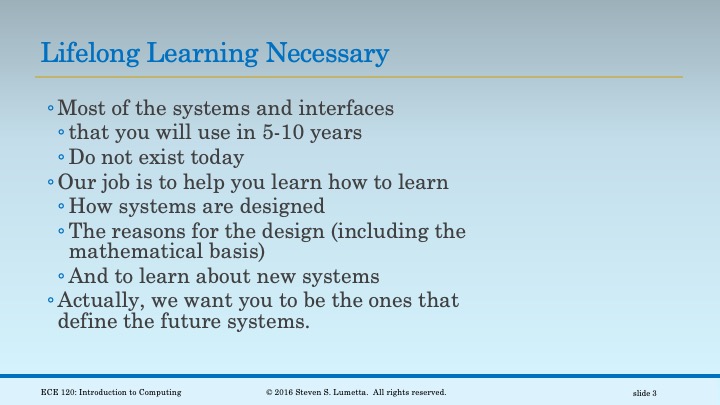 Lifelong Learning Necessary
◦Most of the systems and interfaces
◦that you will use in 5-10 years
◦Do not exist today
◦Our job is to help you learn how to learn
◦How systems are designed
◦The reasons for the design (including the
mathematical basis)
◦And to learn about new systems
◦Actually, we want you to be the ones that
define the future systems.
ECE 120: Introduction to Computing © 2016 Steven S. Lumetta. All rights reserved. slide 3